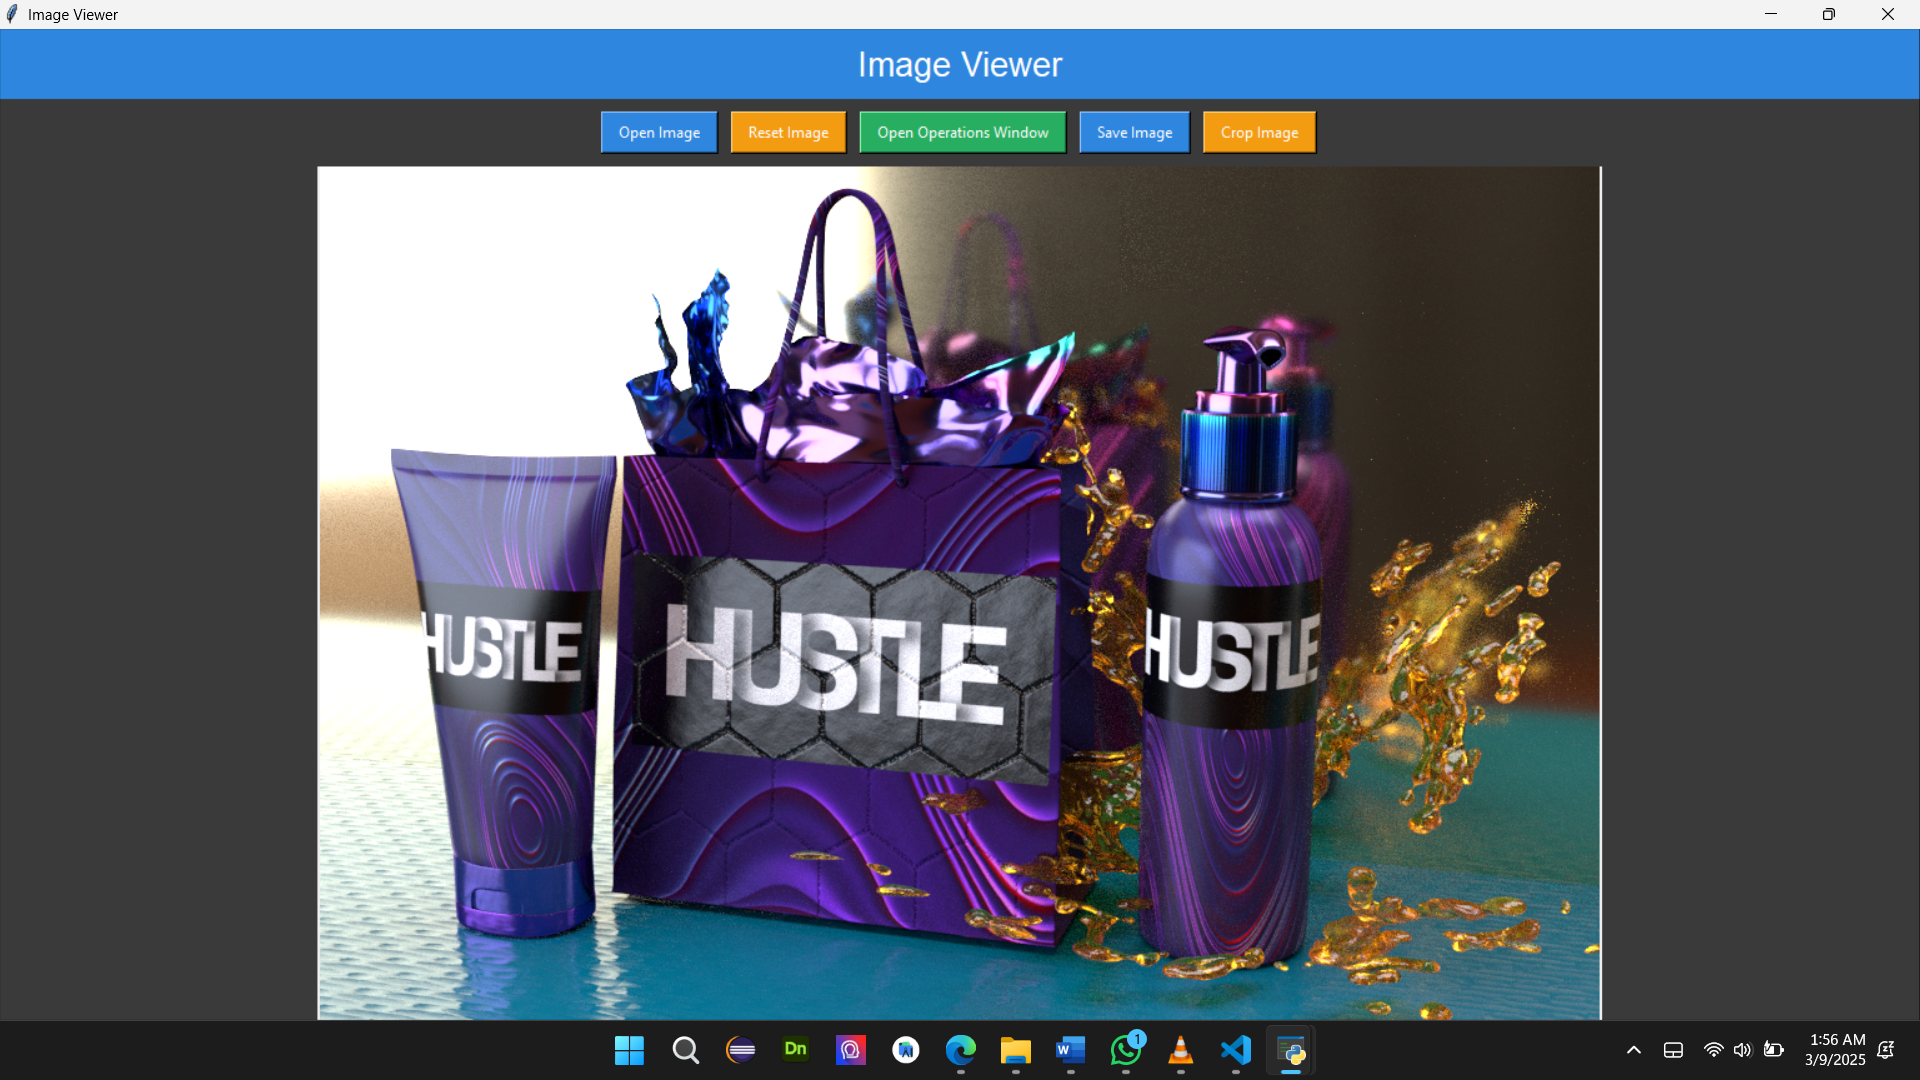 Image Viewer
Image Viewer
Open Image
Reset Image
Open Operations Window
Save Image
Crop Image
HUSTLE
HUSTLE
HUSTLE
Dn
W
1
1:56 AM
3/9/2025